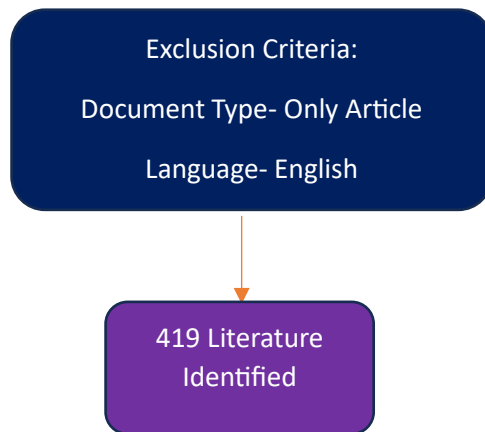 Exclusion Criteria:
Document Type- Only Article
Language- English
419 Literature
Identified